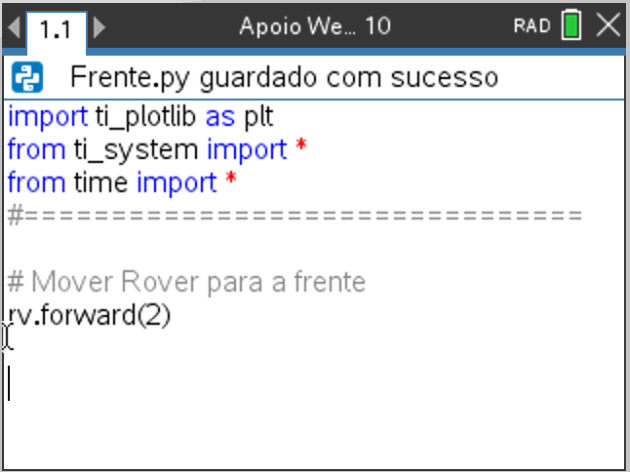 1.1
Apoio We... 10
RAD
Frente.py guardado com sucesso
import ti_plotlib as plt
from ti_system import *
from time import *
#================================
# Mover Rover para a frente
rv.forward(2)